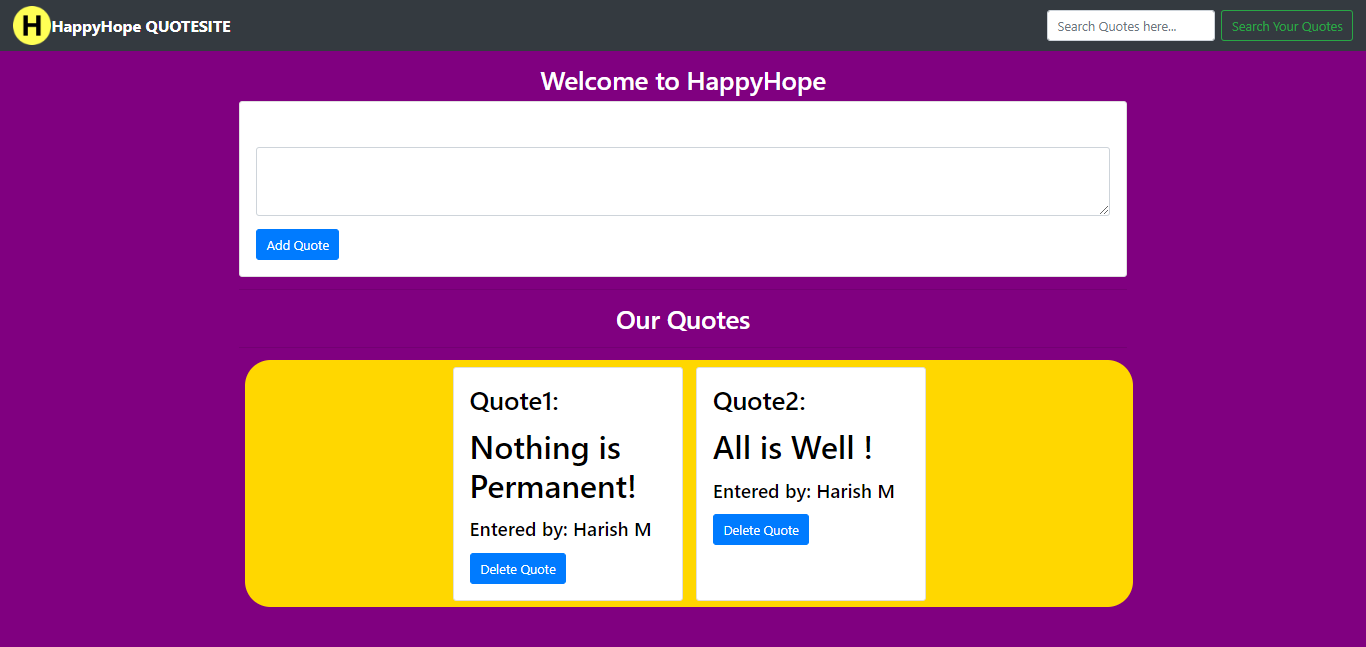 H HappyHope QUOTESITE
Search Quotes here...
Search Your Quotes
Welcome to HappyHope
Add Quote
Our Quotes
Quote1:
Nothing is
Permanent!
Entered by: Harish M
Delete Quote
Quote2:
All is Well !
Entered by: Harish M
Delete Quote